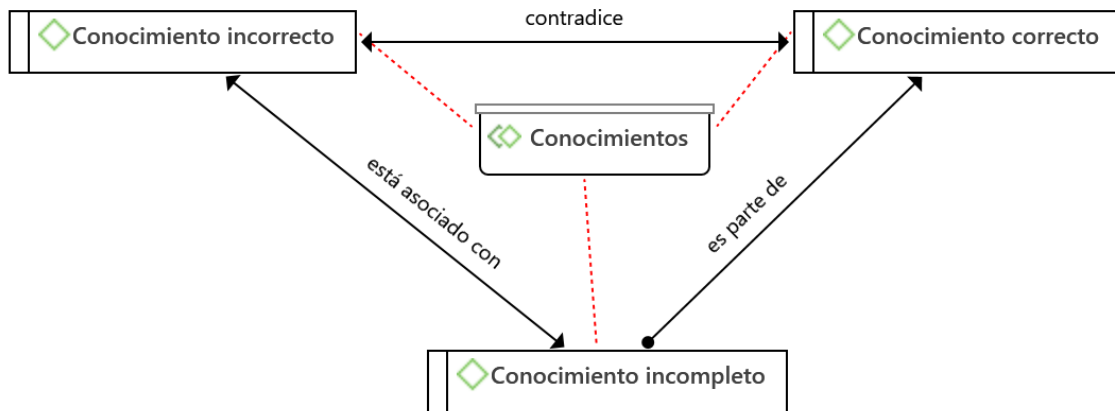 contradice
Conocimiento incorrecto
Conocimiento correcto
Conocimientos
está asociado con
es parte de
Conocimiento incompleto